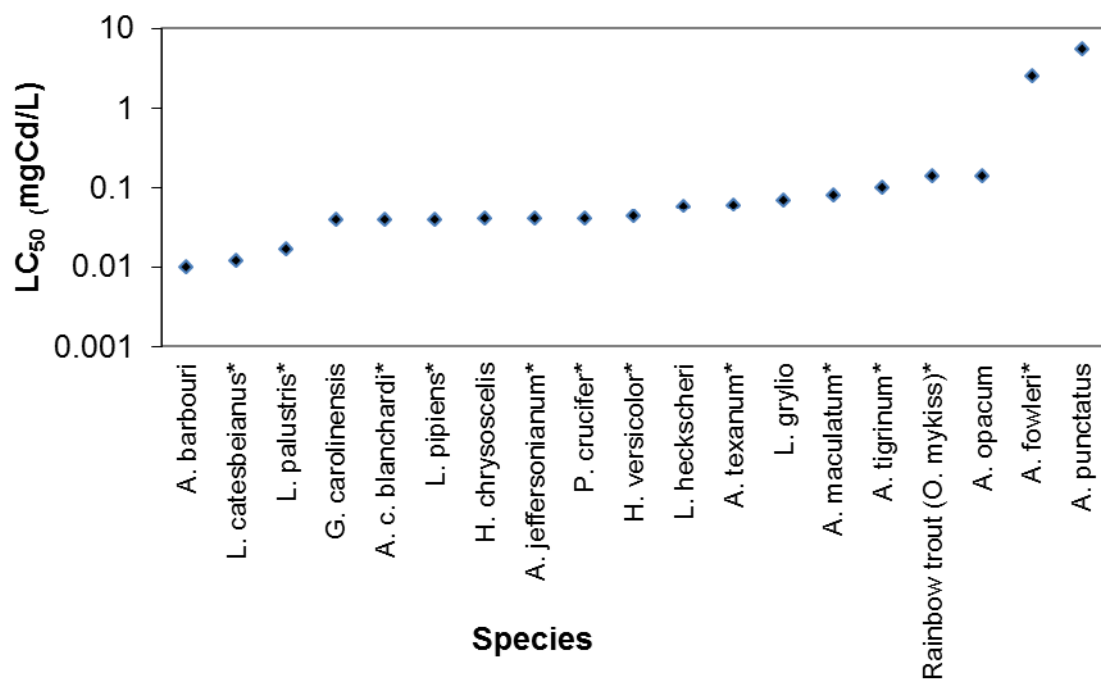 LC50 (mgCd/L)
10
1
0.1
0.01
0.001
A. barbouri
L. catesbeianus*
L. palustris*
G. carolinensis
A. c. blanchardi*
L. pipiens*
H. chrysoscelis
A. jeffersonianum*
P. crucifer*
H. versicolor*
L. heckscheri
A. texanum*
L. grylio
A. maculatum*
A. tigrinum*
Rainbow trout (O. mykiss)*
A. opacum
A. fowleri*
A. punctatus
Species